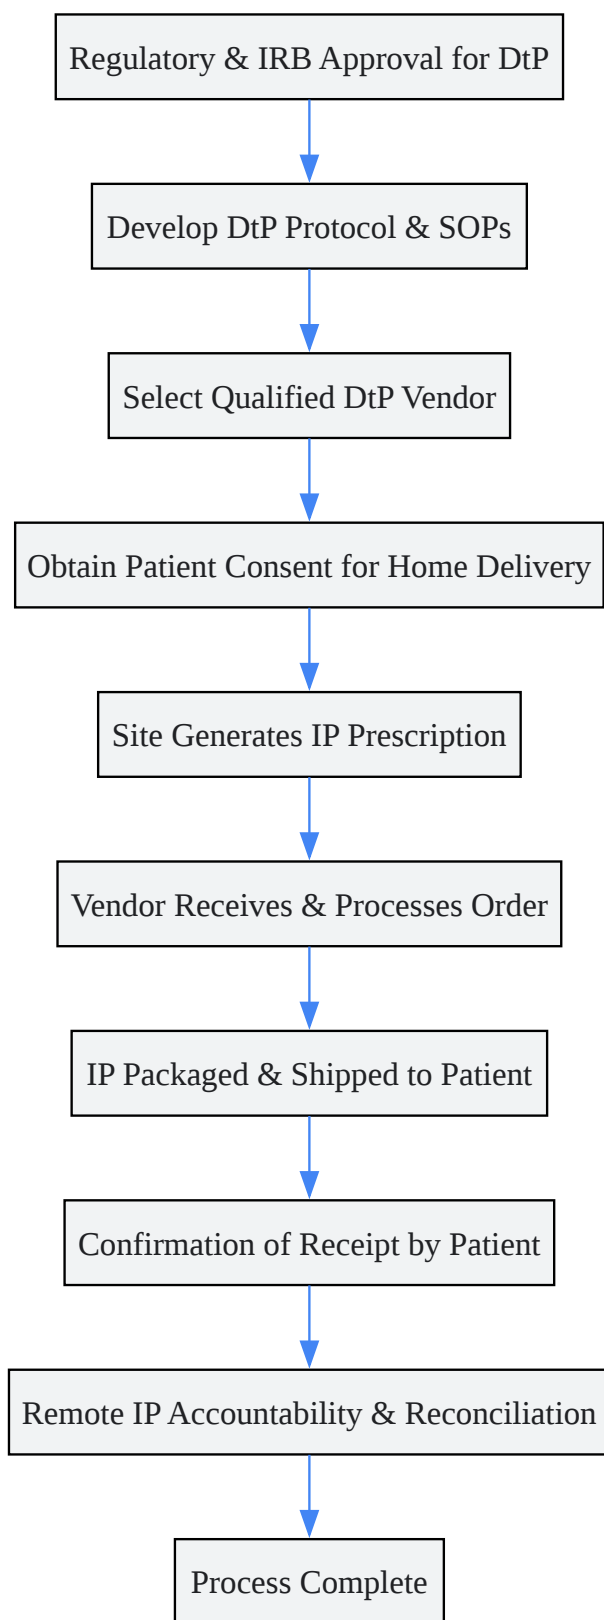 Regulatory & IRB Approval for DtP
Develop DtP Protocol & SOPs
Select Qualified DtP Vendor
Obtain Patient Consent for Home Delivery
Site Generates IP Prescription
Vendor Receives & Processes Order
IP Packaged & Shipped to Patient
Confirmation of Receipt by Patient
Remote IP Accountability & Reconciliation
Process Complete